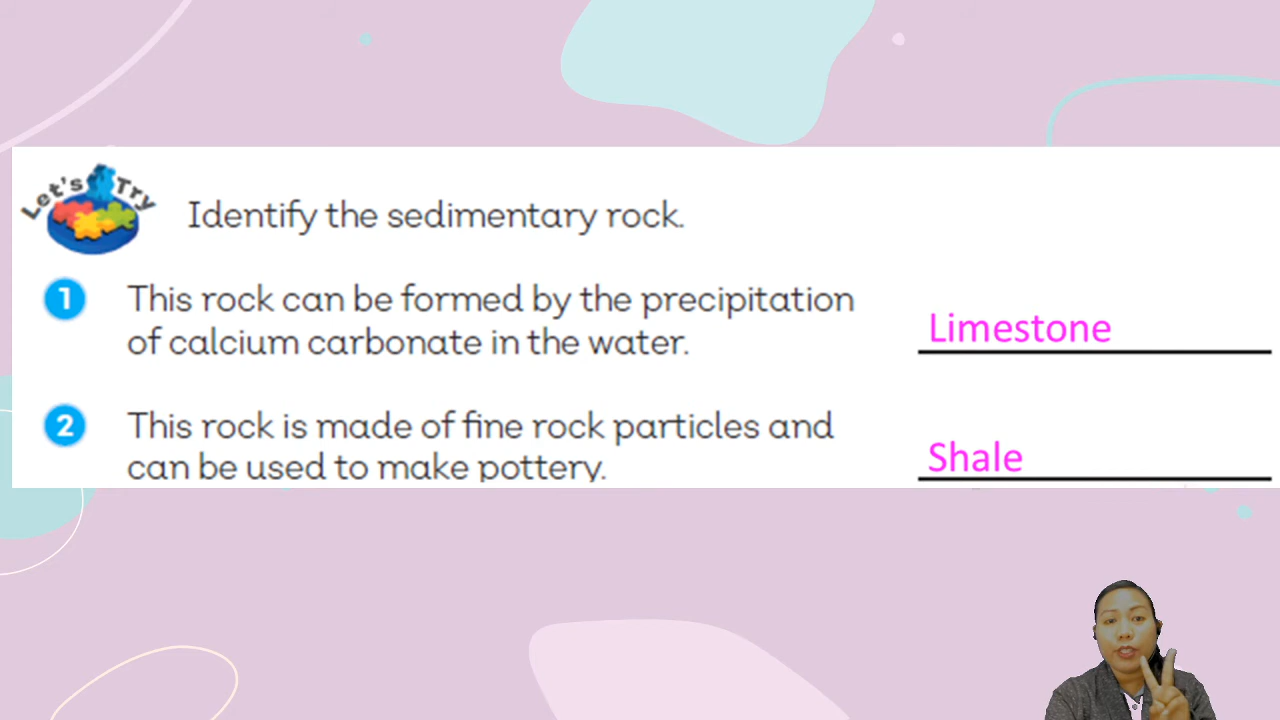 Let's Try
Identify the sedimentary rock.
1 This rock can be formed by the precipitation
of calcium carbonate in the water.
Limestone
2 This rock is made of fine rock particles and
can be used to make pottery.
Shale